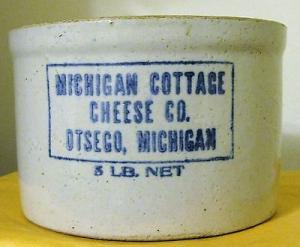 MICHIGAN COTTAGE
CHEESE CO.
OTSEGO, MICHIGAN
5 LB. NET